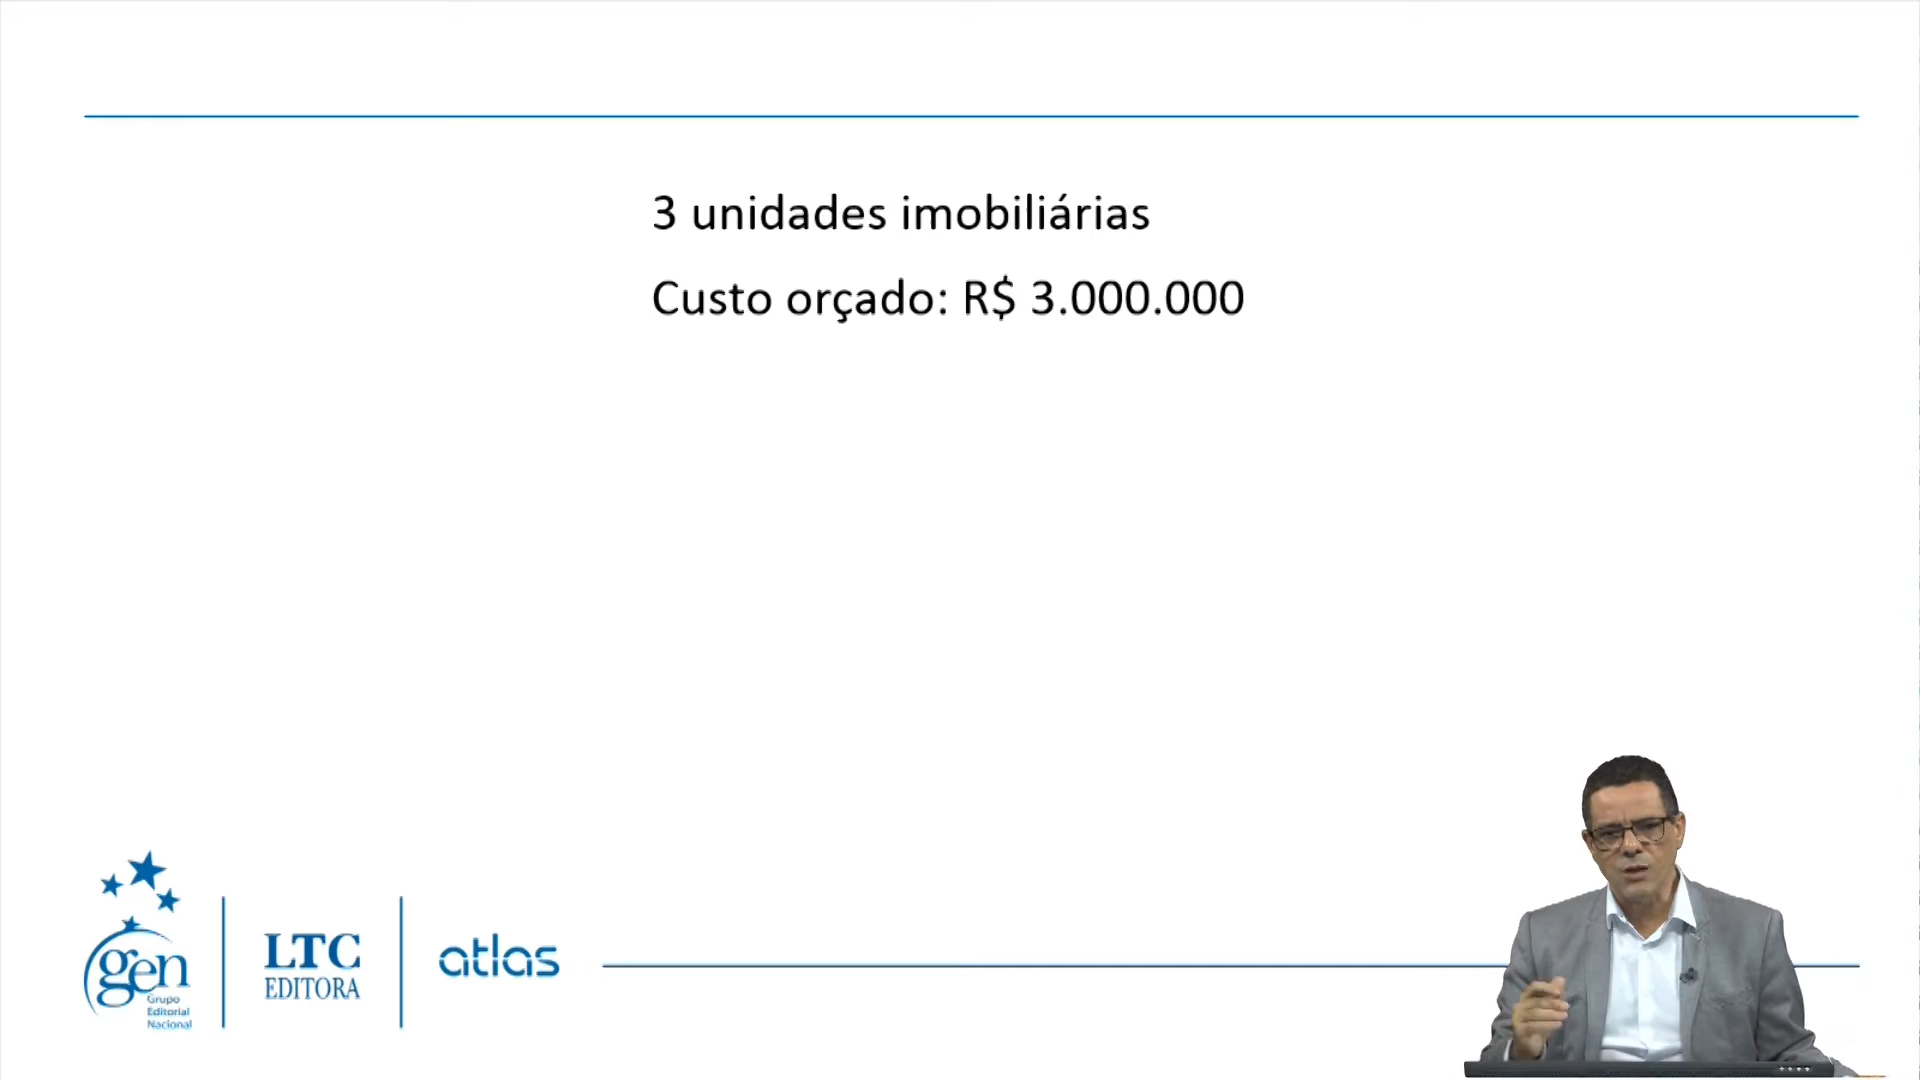 3 unidades imobiliárias
Custo orçado: R$ 3.000.000
gen
Grupo
Editorial
Nacional
LTC
EDITORA
atlas